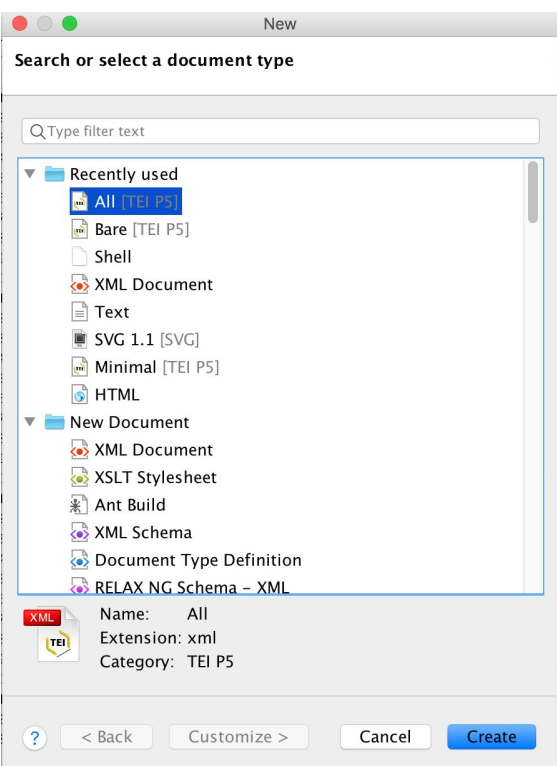 New
Search or select a document type
Type filter text
Recently used
All [TEI P5]
Bare [TEI P5]
Shell
XML Document
Text
SVG 1.1 [SVG]
Minimal [TEI P5]
HTML
New Document
XML Document
XSLT Stylesheet
Ant Build
XML Schema
Document Type Definition
RELAX NG Schema – XML
XML
TEI
Name: All
Extension: xml
Category: TEI P5
? < Back Customize > Cancel Create